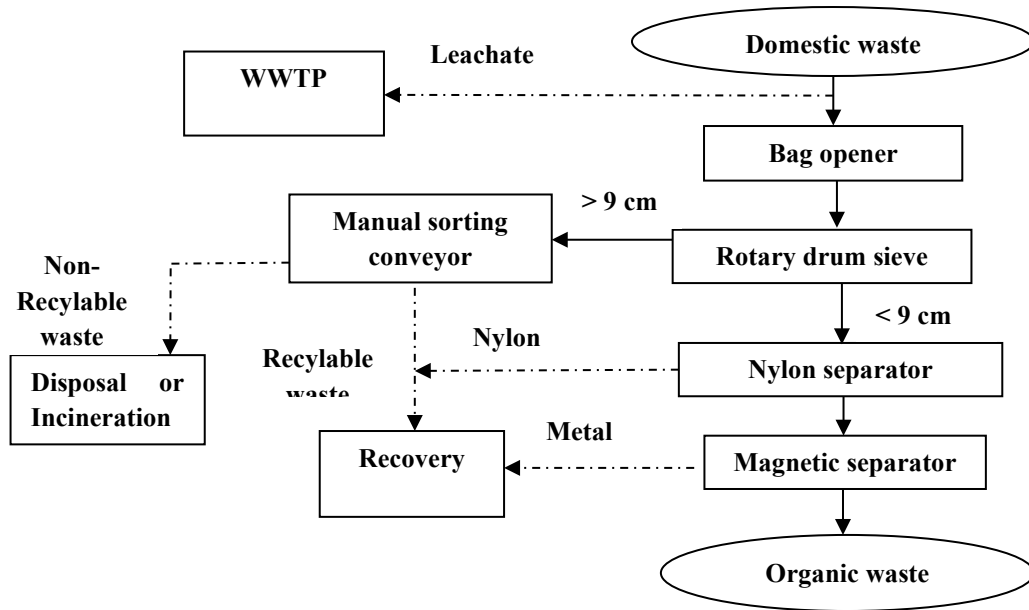 Domestic waste
Leachate
WWTP
Bag opener
> 9 cm
Manual sorting
conveyor
Rotary drum sieve
Non-
Recylable
waste
< 9 cm
Nylon
Recylable
waste
Nylon separator
Disposal or
Incineration
Metal
Recovery
Magnetic separator
Organic waste